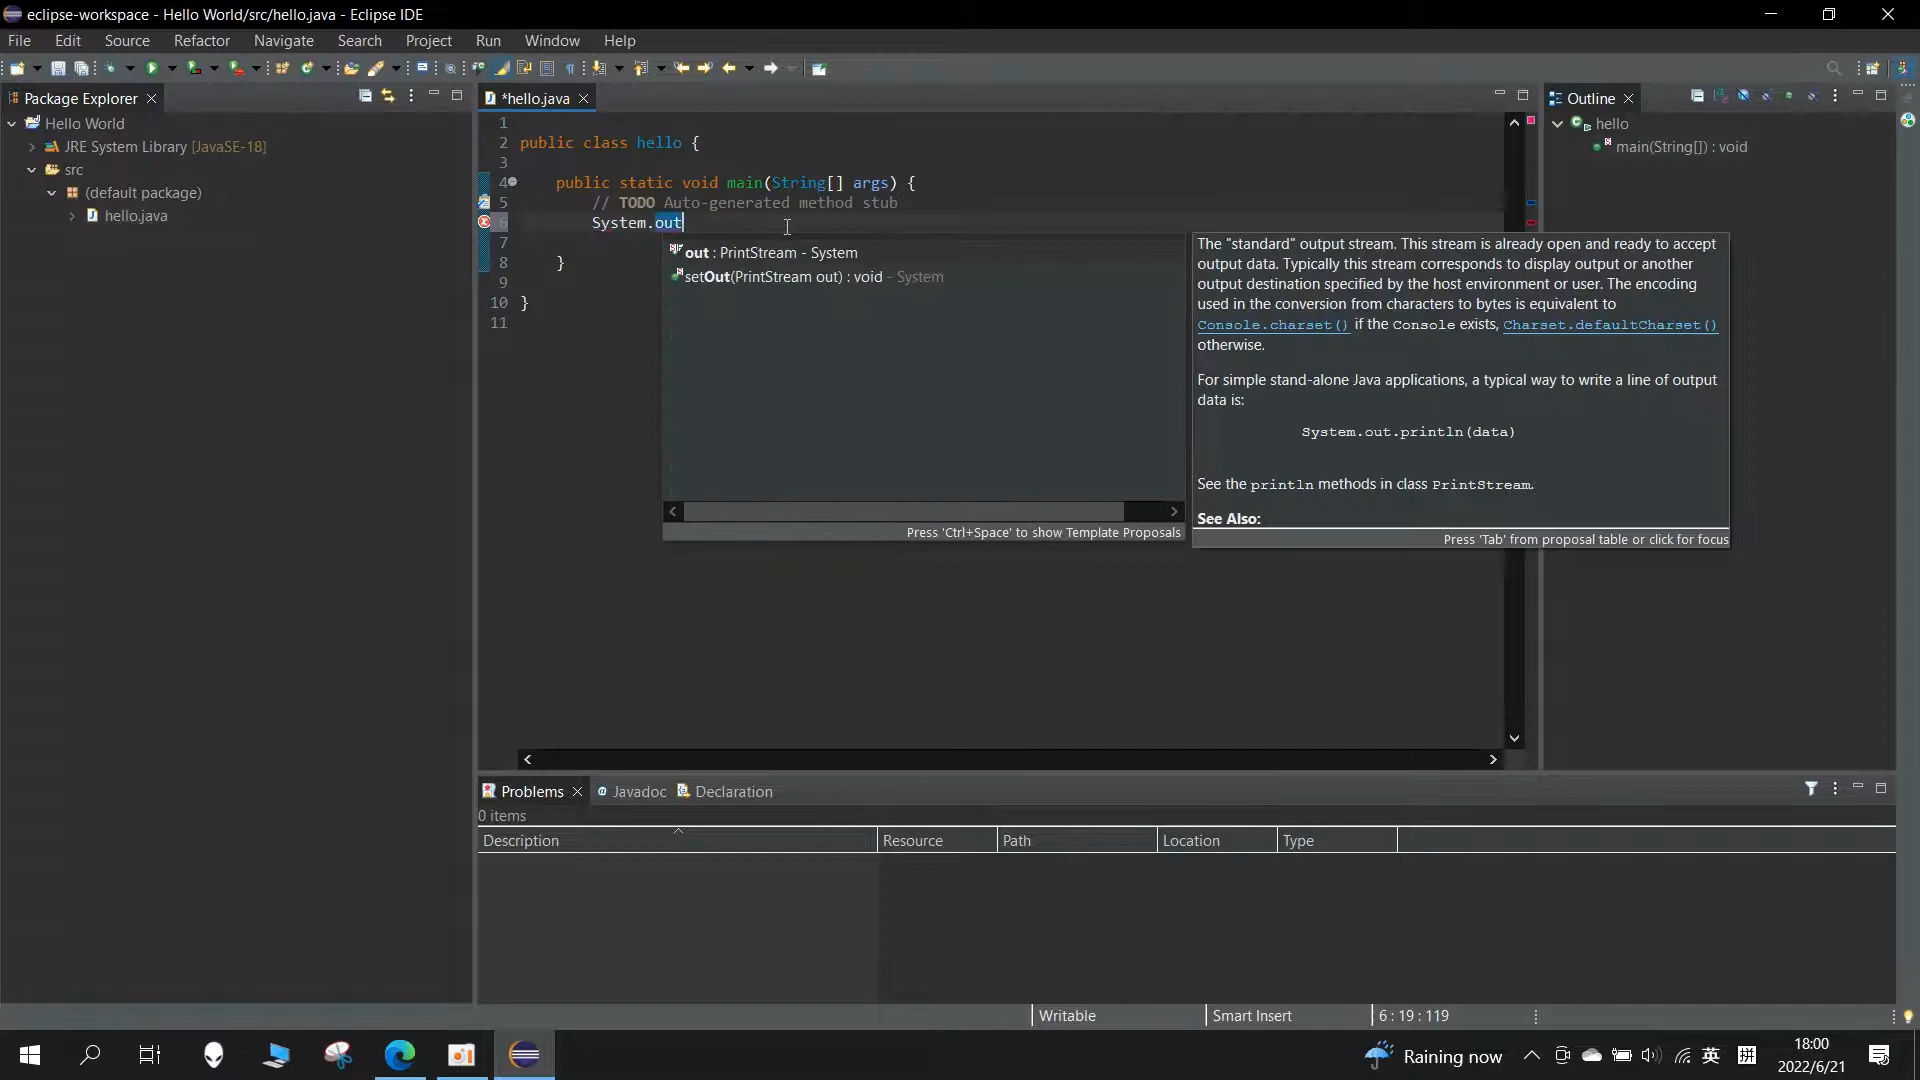 eclipse-workspace - Hello World/src/hello.java - Eclipse IDE
File Edit Source Refactor Navigate Search Project Run Window Help
Package Explorer
*hello.java
Outline
Hello World
JRE System Library [JavaSE-18]
src
(default package)
hello.java
1
2 public class hello {
3
4 public static void main(String[] args) {
5 // TODO Auto-generated method stub
6 System.out
7
8 }
9
10 }
11
out : PrintStream - System
setOut(PrintStream out) : void - System
Press 'Ctrl+Space' to show Template Proposals
The "standard" output stream. This stream is already open and ready to accept
output data. Typically this stream corresponds to display output or another
output destination specified by the host environment or user. The encoding
used in the conversion from characters to bytes is equivalent to
Console.charset() if the Console exists, Charset.defaultCharset()
otherwise.
For simple stand-alone Java applications, a typical way to write a line of output
data is:
System.out.println(data)
See the println methods in class PrintStream.
See Also:
Press 'Tab' from proposal table or click for focus
hello
main(String[]) : void
Problems Javadoc Declaration
0 items
Description Resource Path Location Type
Writable Smart Insert 6 : 19 : 119
Raining now 英 拼 18:00
2022/6/21